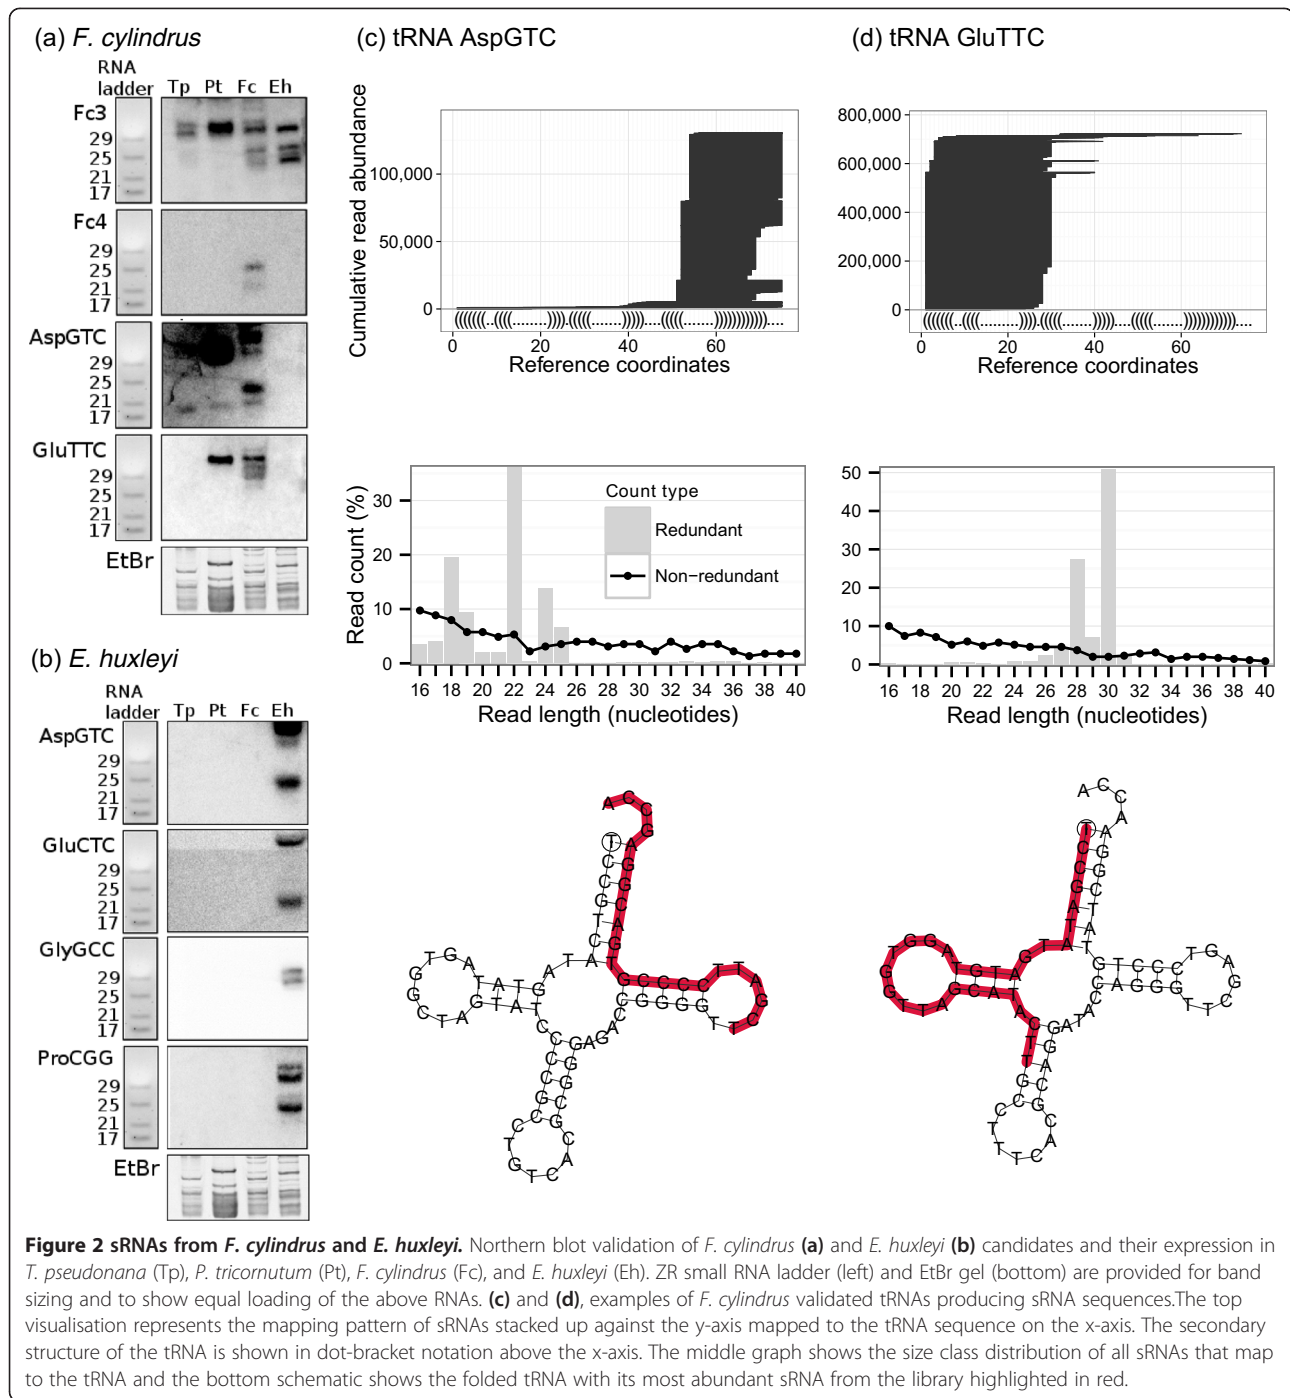 (a) F. cylindrus
RNA ladder Tp Pt Fc Eh
Fc3
29
25
21
17
Fc4
29
25
21
17
AspGTC
29
25
21
17
GluTTC
29
25
21
17
EtBr
(b) E. huxleyi
RNA ladder Tp Pt Fc Eh
AspGTC
29
25
21
17
GluCTC
29
25
21
17
GlyGCC
29
25
21
17
ProCGG
29
25
21
17
EtBr
(c) tRNA AspGTC
Cumulative read abundance
100,000
50,000
0
0 20 40 60
Reference coordinates
Read count (%)
30
20
10
0
Count type
Redundant
Non−redundant
16 18 20 22 24 26 28 30 32 34 36 38 40
Read length (nucleotides)
(d) tRNA GluTTC
800,000
600,000
400,000
200,000
0
0 20 40 60
Reference coordinates
50
40
30
20
10
0
16 18 20 22 24 26 28 30 32 34 36 38 40
Read length (nucleotides)
Figure 2 sRNAs from F. cylindrus and E. huxleyi. Northern blot validation of F. cylindrus (a) and E. huxleyi (b) candidates and their expression in
T. pseudonana (Tp), P. tricornutum (Pt), F. cylindrus (Fc), and E. huxleyi (Eh). ZR small RNA ladder (left) and EtBr gel (bottom) are provided for band
sizing and to show equal loading of the above RNAs. (c) and (d), examples of F. cylindrus validated tRNAs producing sRNA sequences.The top
visualisation represents the mapping pattern of sRNAs stacked up against the y-axis mapped to the tRNA sequence on the x-axis. The secondary
structure of the tRNA is shown in dot-bracket notation above the x-axis. The middle graph shows the size class distribution of all sRNAs that map
to the tRNA and the bottom schematic shows the folded tRNA with its most abundant sRNA from the library highlighted in red.